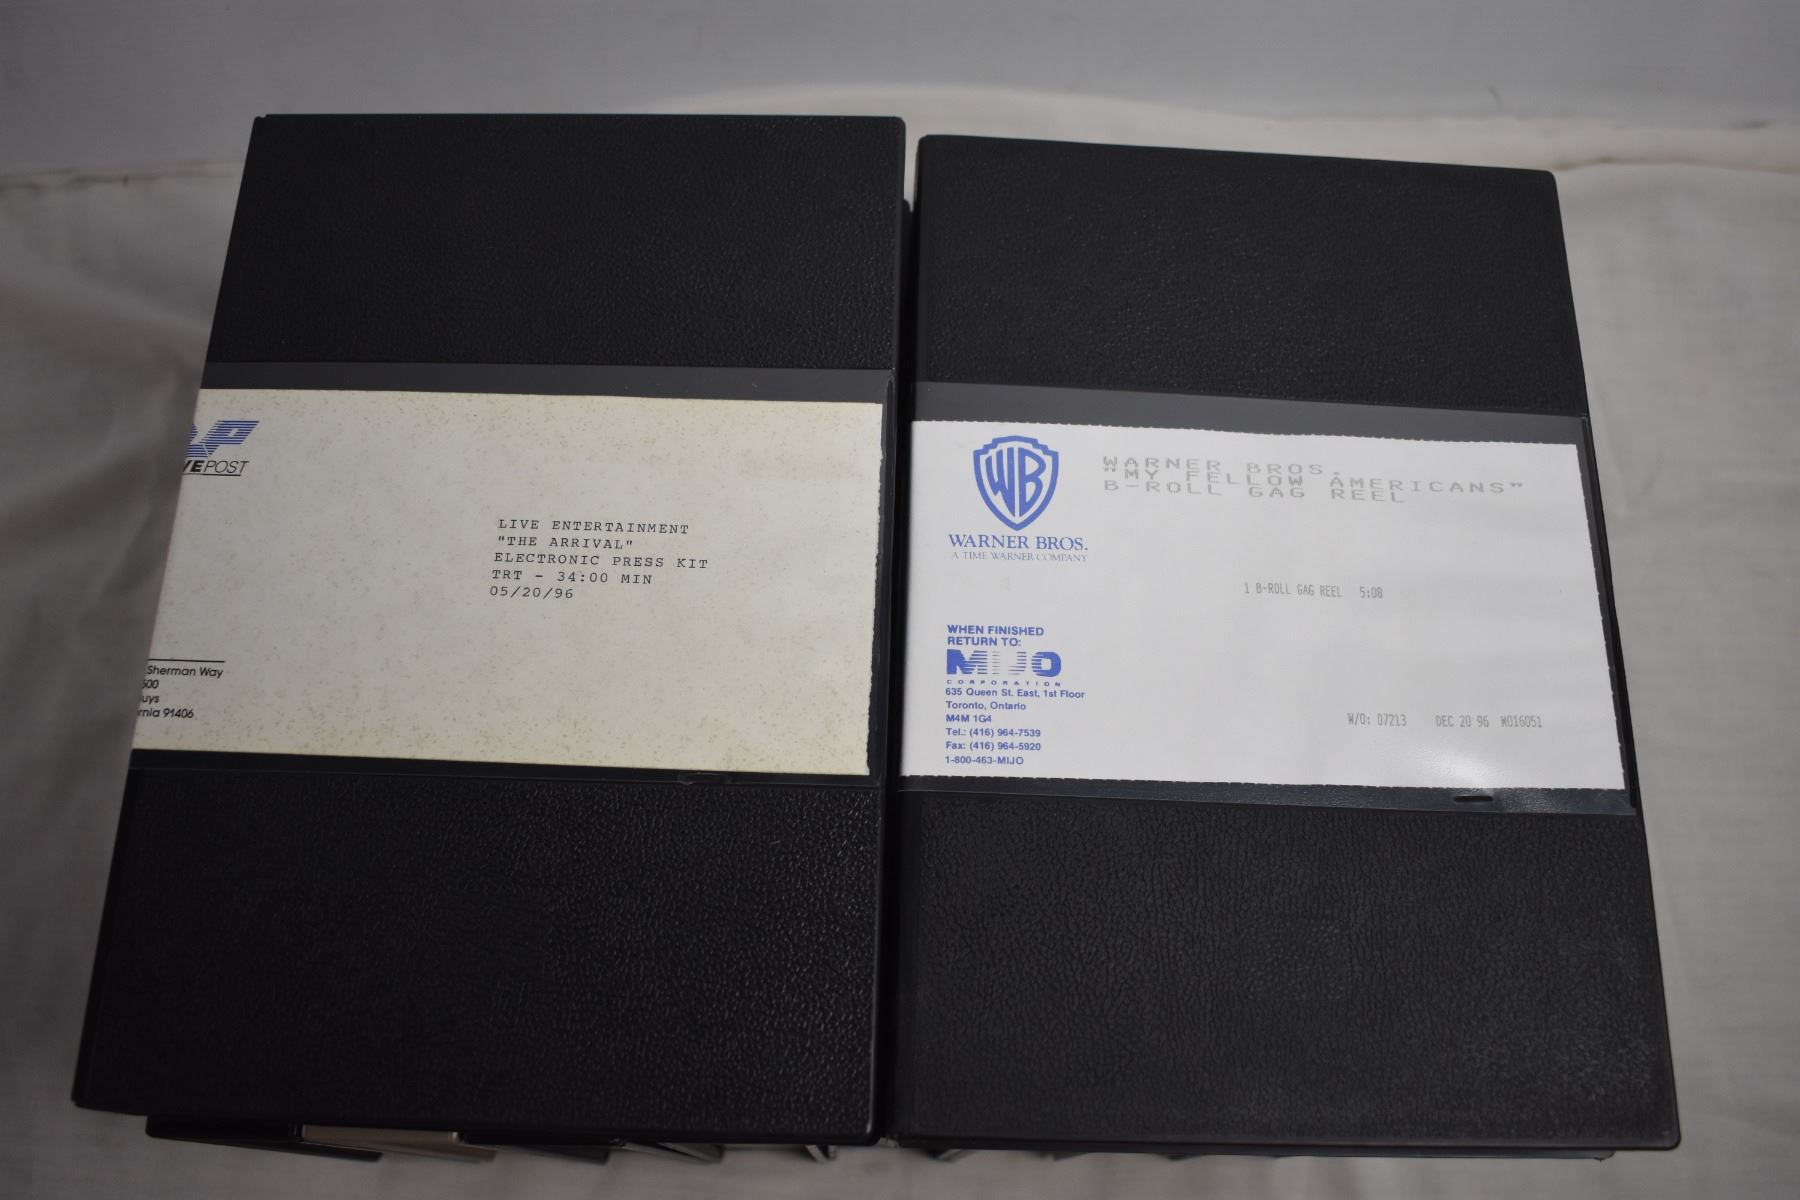 VP
VEPOST
LIVE ENTERTAINMENT
"THE ARRIVAL"
ELECTRONIC PRESS KIT
TRT - 34:00 MIN
05/20/96
Sherman Way
500
uys
rnia 91406
WB
WARNER BROS.
A TIME WARNER COMPANY
WARNER BROS.
"MY FELLOW AMERICANS"
B-ROLL GAG REEL
1 B-ROLL GAG REEL 5:08
WHEN FINISHED
RETURN TO:
MIJO
CORPORATION
635 Queen St. East, 1st Floor
Toronto, Ontario
M4M 1G4
Tel.: (416) 964-7539
Fax: (416) 964-5920
1-800-463-MIJO
W/O: D7213 DEC 20 96 M016051